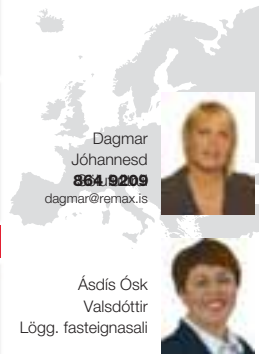 Dagmar
Jóhannesd
864 9209
dagmar@remax.is
Ásdís Ósk
Valsdóttir
Lögg. fasteignasali